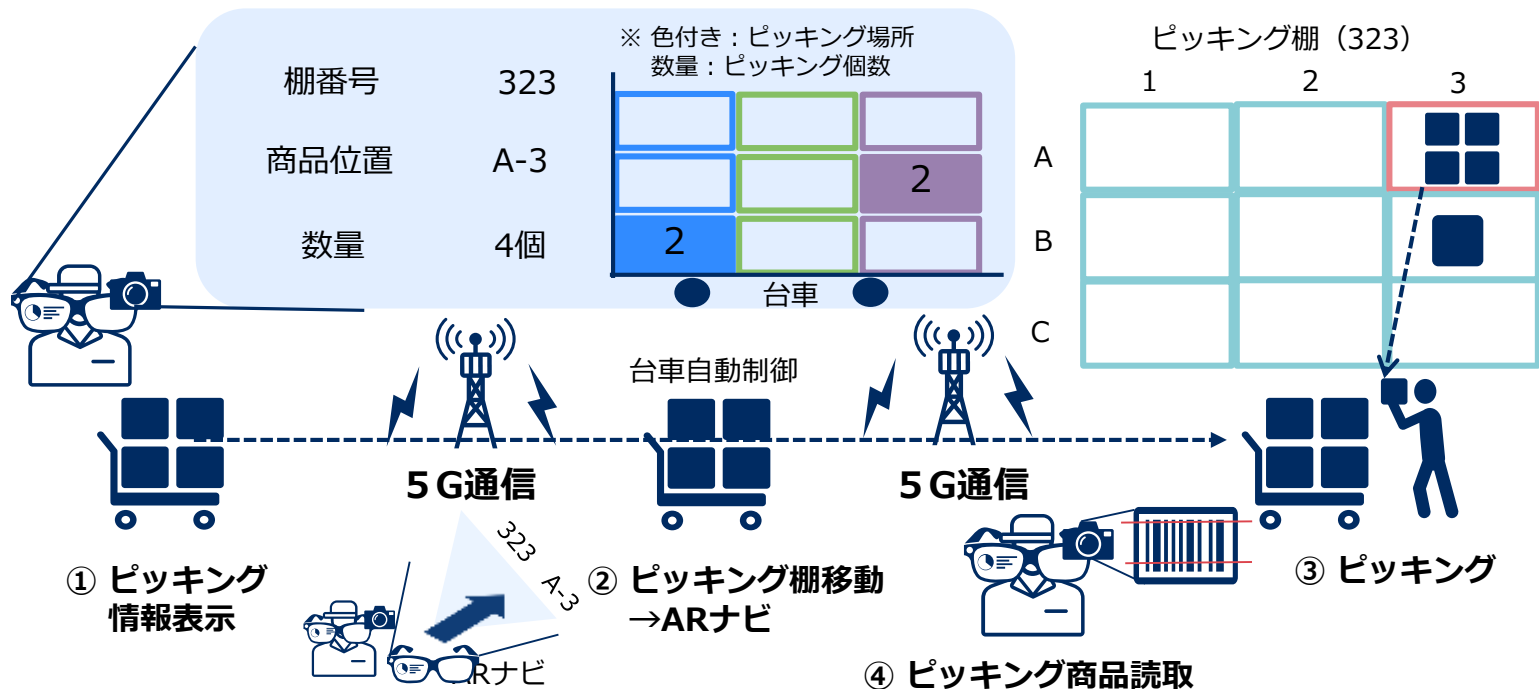 ※ 色付き：ピッキング場所
数量：ピッキング個数
棚番号 323
商品位置 A-3
数量 4個
2
2
台車
ピッキング棚（323）
1 2 3
A
B
C
台車自動制御
５G通信
５G通信
① ピッキング
情報表示
323 A-3
ARナビ
② ピッキング棚移動
→ARナビ
③ ピッキング
④ ピッキング商品読取